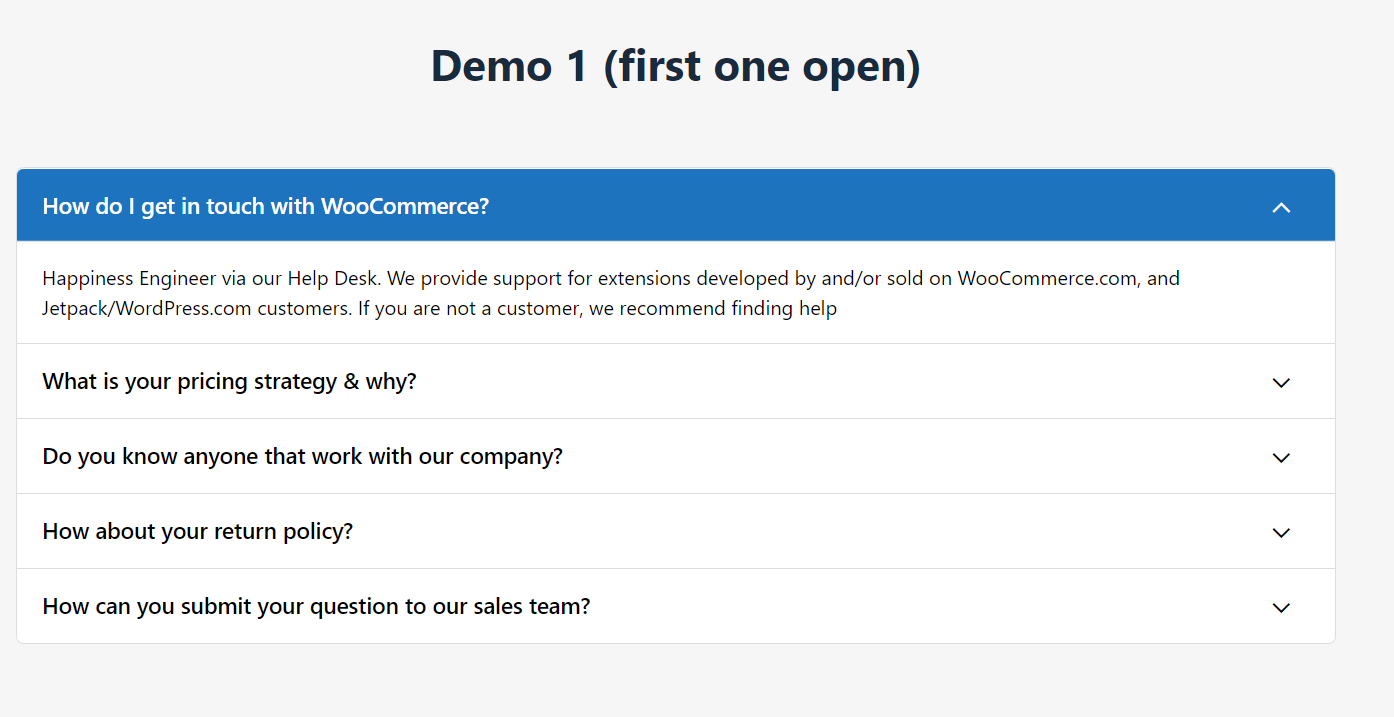 Demo 1 (first one open)
How do I get in touch with WooCommerce?
Happiness Engineer via our Help Desk. We provide support for extensions developed by and/or sold on WooCommerce.com, and
Jetpack/WordPress.com customers. If you are not a customer, we recommend finding help
What is your pricing strategy & why?
Do you know anyone that work with our company?
How about your return policy?
How can you submit your question to our sales team?